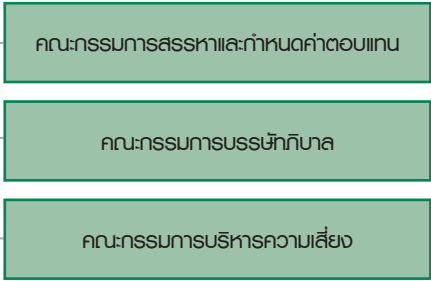 คณะกรรมการสรรหาและกำหนดค่าตอบแทน
คณะกรรมการบรรษัทภิบาล
คณะกรรมการบริหารความเสี่ยง